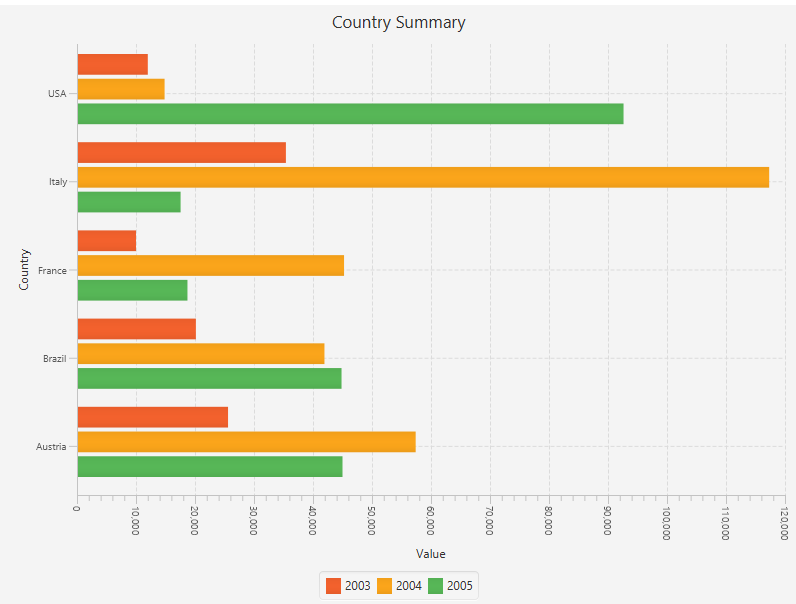 Country Summary
USA
Italy
France
Brazil
Austria
Country
0
10.000
20.000
30.000
40.000
50.000
60.000
70.000
80.000
90.000
100.000
110.000
120.000
Value
2003 2004 2005